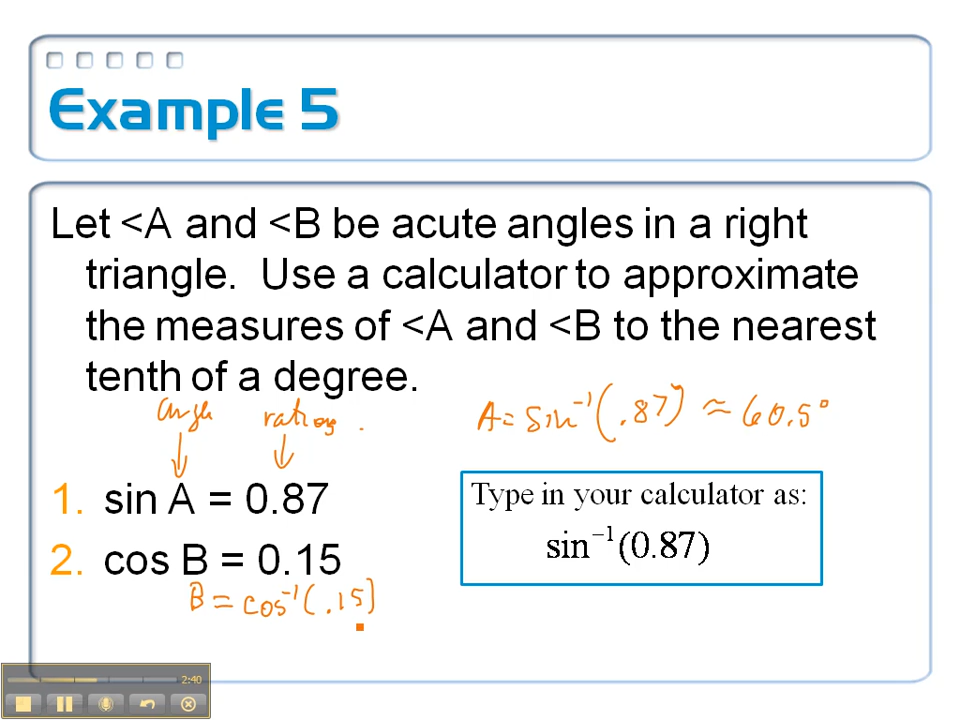 Example 5
Let <A and <B be acute angles in a right
triangle. Use a calculator to approximate
the measures of <A and <B to the nearest
tenth of a degree.
angle ratios . A = sin⁻¹(.87) ≈ 60.5°
1. sin A = 0.87
Type in your calculator as:
sin⁻¹(0.87)
2. cos B = 0.15
B = cos⁻¹(.15)
2:40